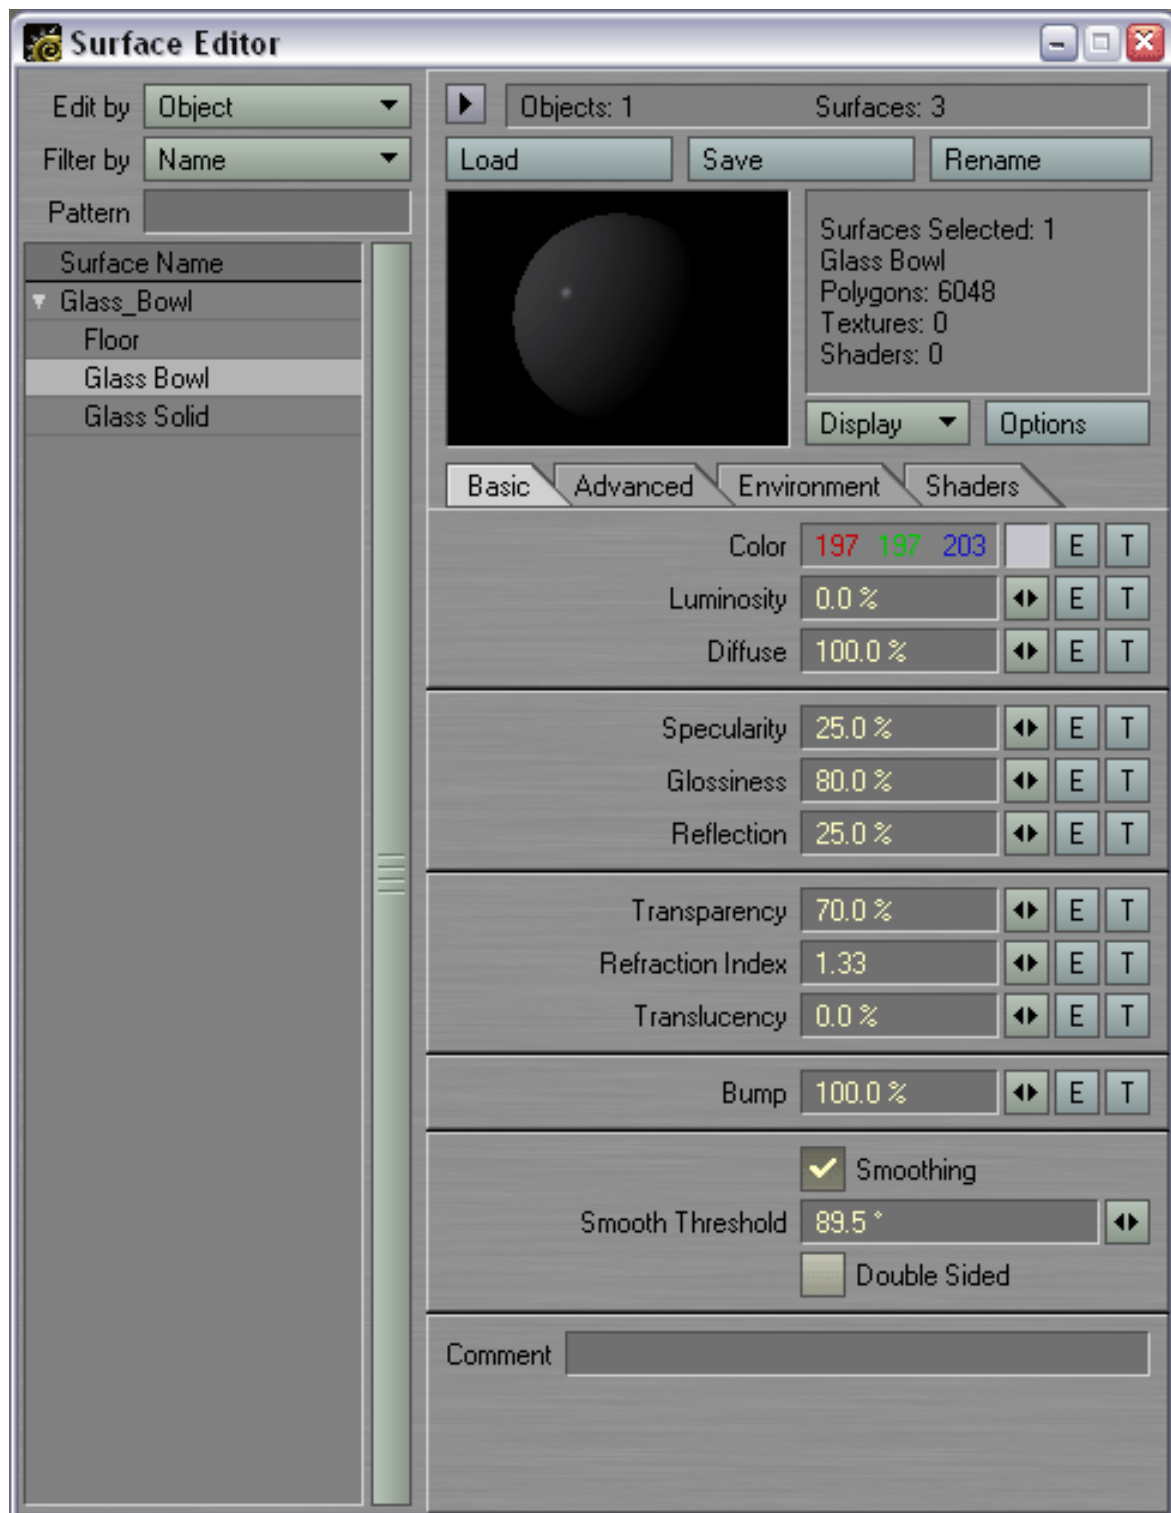 Surface Editor
Edit by Object
Filter by Name
Pattern
Surface Name
Glass_Bowl
Floor
Glass Bowl
Glass Solid
Objects: 1 Surfaces: 3
Load Save Rename
Surfaces Selected: 1
Glass Bowl
Polygons: 6048
Textures: 0
Shaders: 0
Display Options
Basic Advanced Environment Shaders
Color 197 197 203 E T
Luminosity 0.0 % E T
Diffuse 100.0 % E T
Specularity 25.0 % E T
Glossiness 80.0 % E T
Reflection 25.0 % E T
Transparency 70.0 % E T
Refraction Index 1.33 E T
Translucency 0.0 % E T
Bump 100.0 % E T
Smoothing
Smooth Threshold 89.5 °
Double Sided
Comment